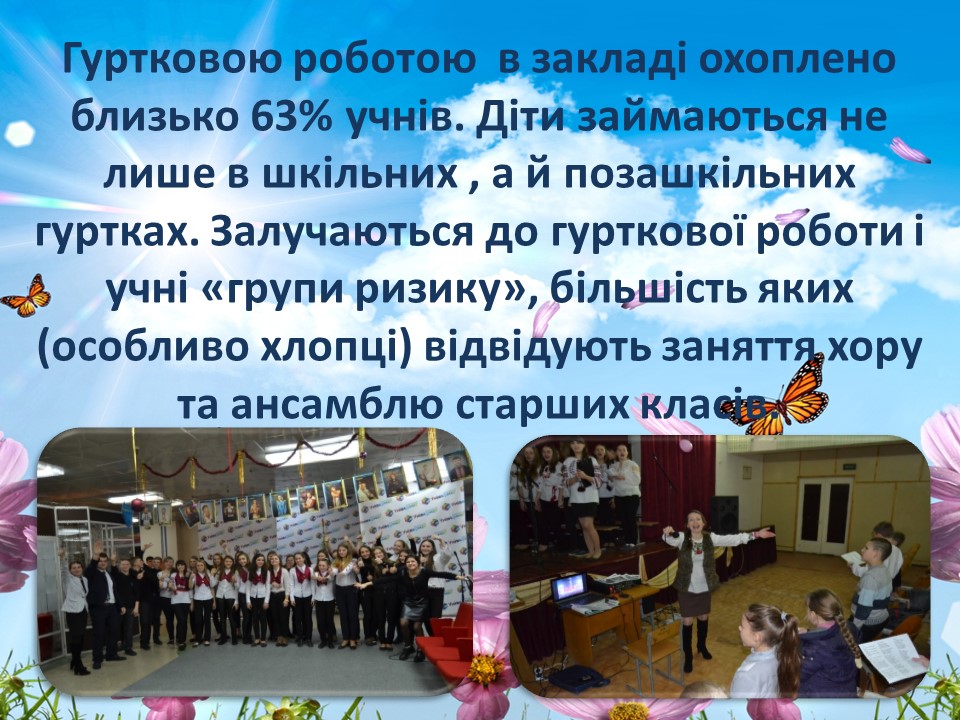 Гуртковою роботою в закладі охоплено
близько 63% учнів. Діти займаються не
лише в шкільних , а й позашкільних
гуртках. Залучаються до гурткової роботи і
учні «групи ризику», більшість яких
(особливо хлопці) відвідують заняття хору
та ансамблю старших класів.